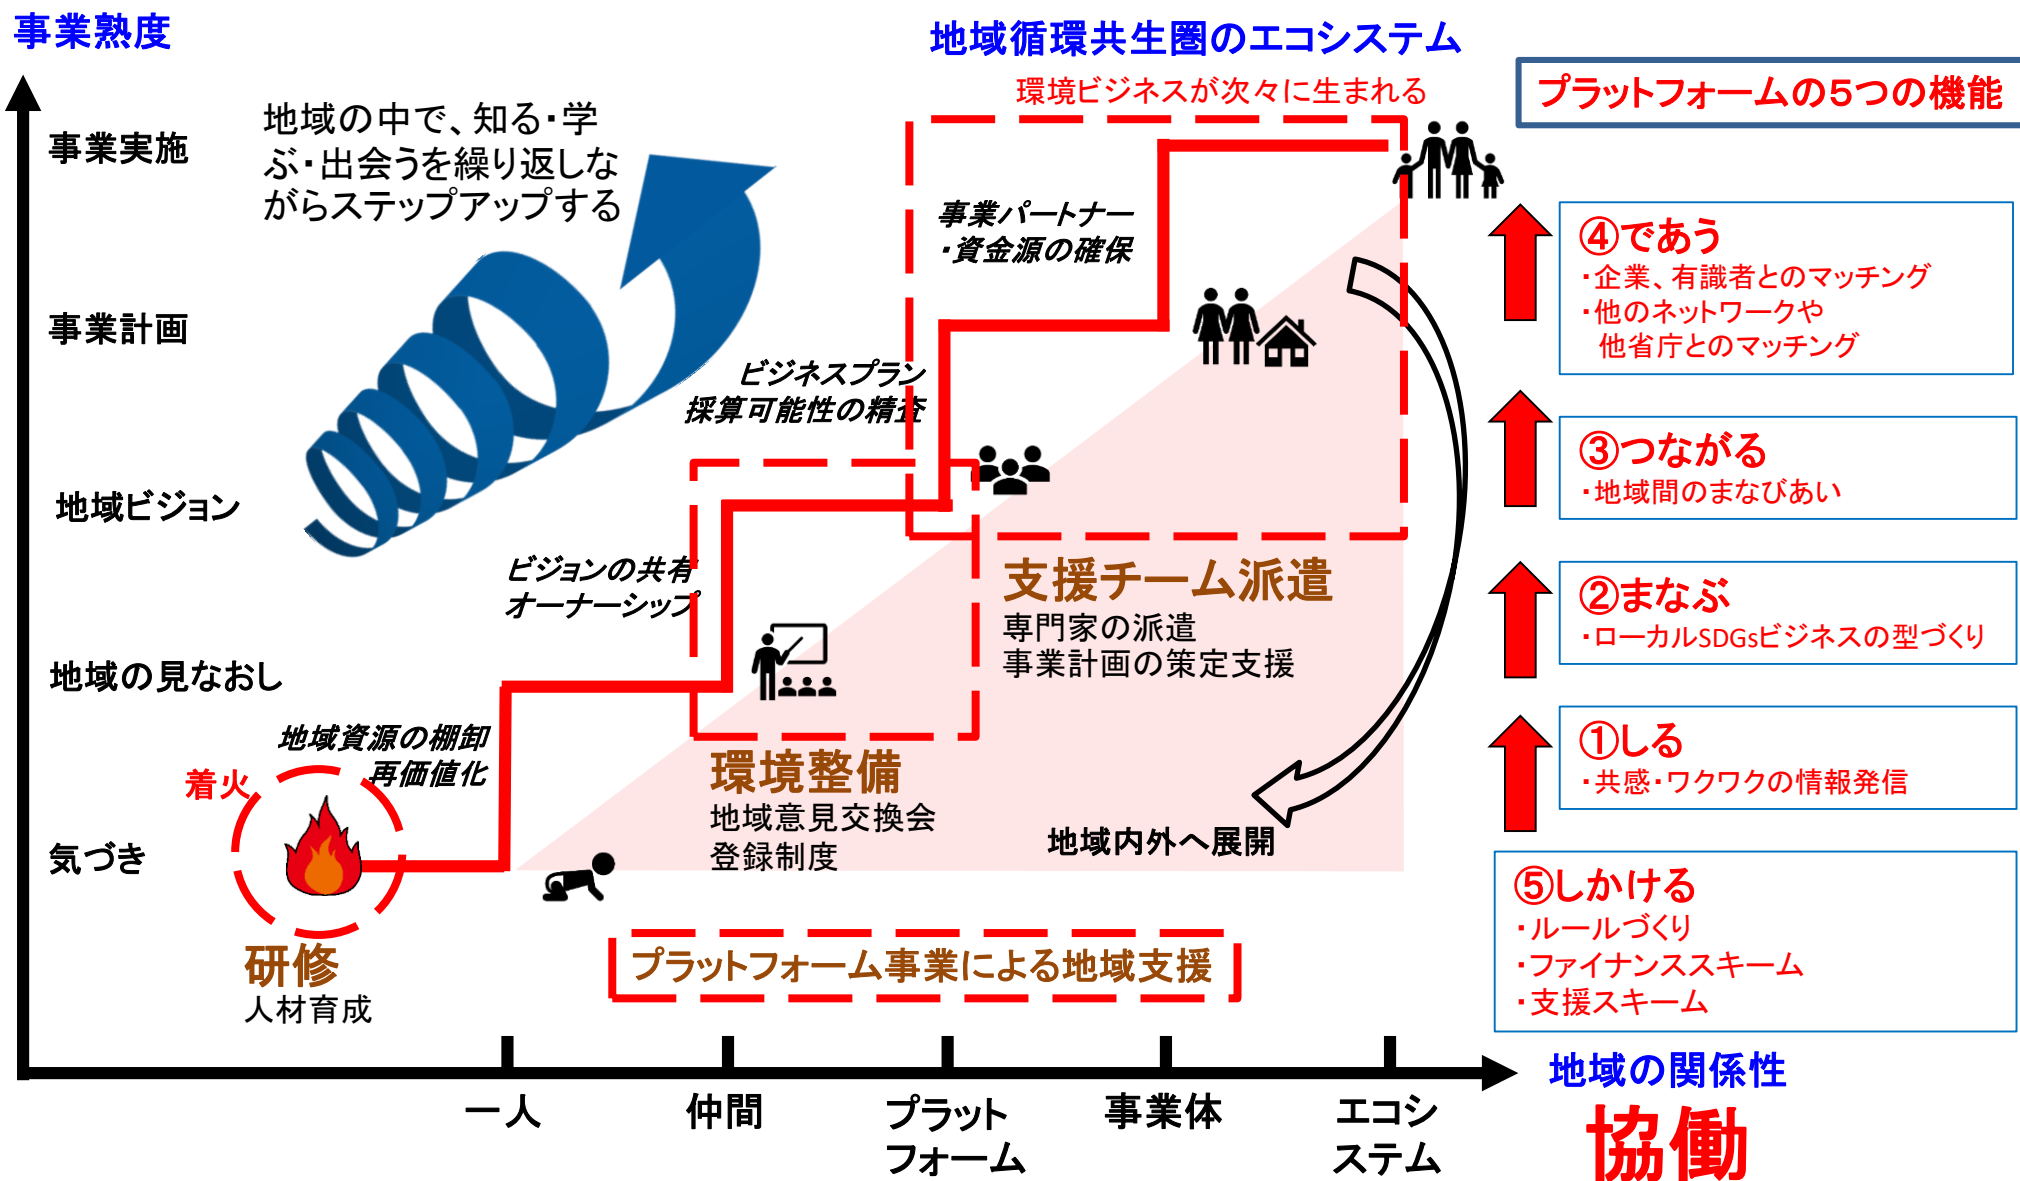 事業熟度
地域循環共生圏のエコシステム
環境ビジネスが次々に生まれる
プラットフォームの5つの機能
地域の中で、知る・学
ぶ・出会うを繰り返しな
がらステップアップする
事業実施
事業計画
地域ビジョン
地域の見なおし
気づき
事業パートナー
・資金源の確保
ビジネスプラン
採算可能性の精査
ビジョンの共有
オーナーシップ
地域資源の棚卸
再価値化
着火
研修
人材育成
環境整備
地域意見交換会
登録制度
支援チーム派遣
専門家の派遣
事業計画の策定支援
地域内外へ展開
プラットフォーム事業による地域支援
④であう
・企業、有識者とのマッチング
・他のネットワークや
他省庁とのマッチング
③つながる
・地域間のまなびあい
②まなぶ
・ローカルSDGsビジネスの型づくり
①しる
・共感・ワクワクの情報発信
⑤しかける
・ルールづくり
・ファイナンススキーム
・支援スキーム
一人
仲間
プラット
フォーム
事業体
エコシ
ステム
地域の関係性
協働